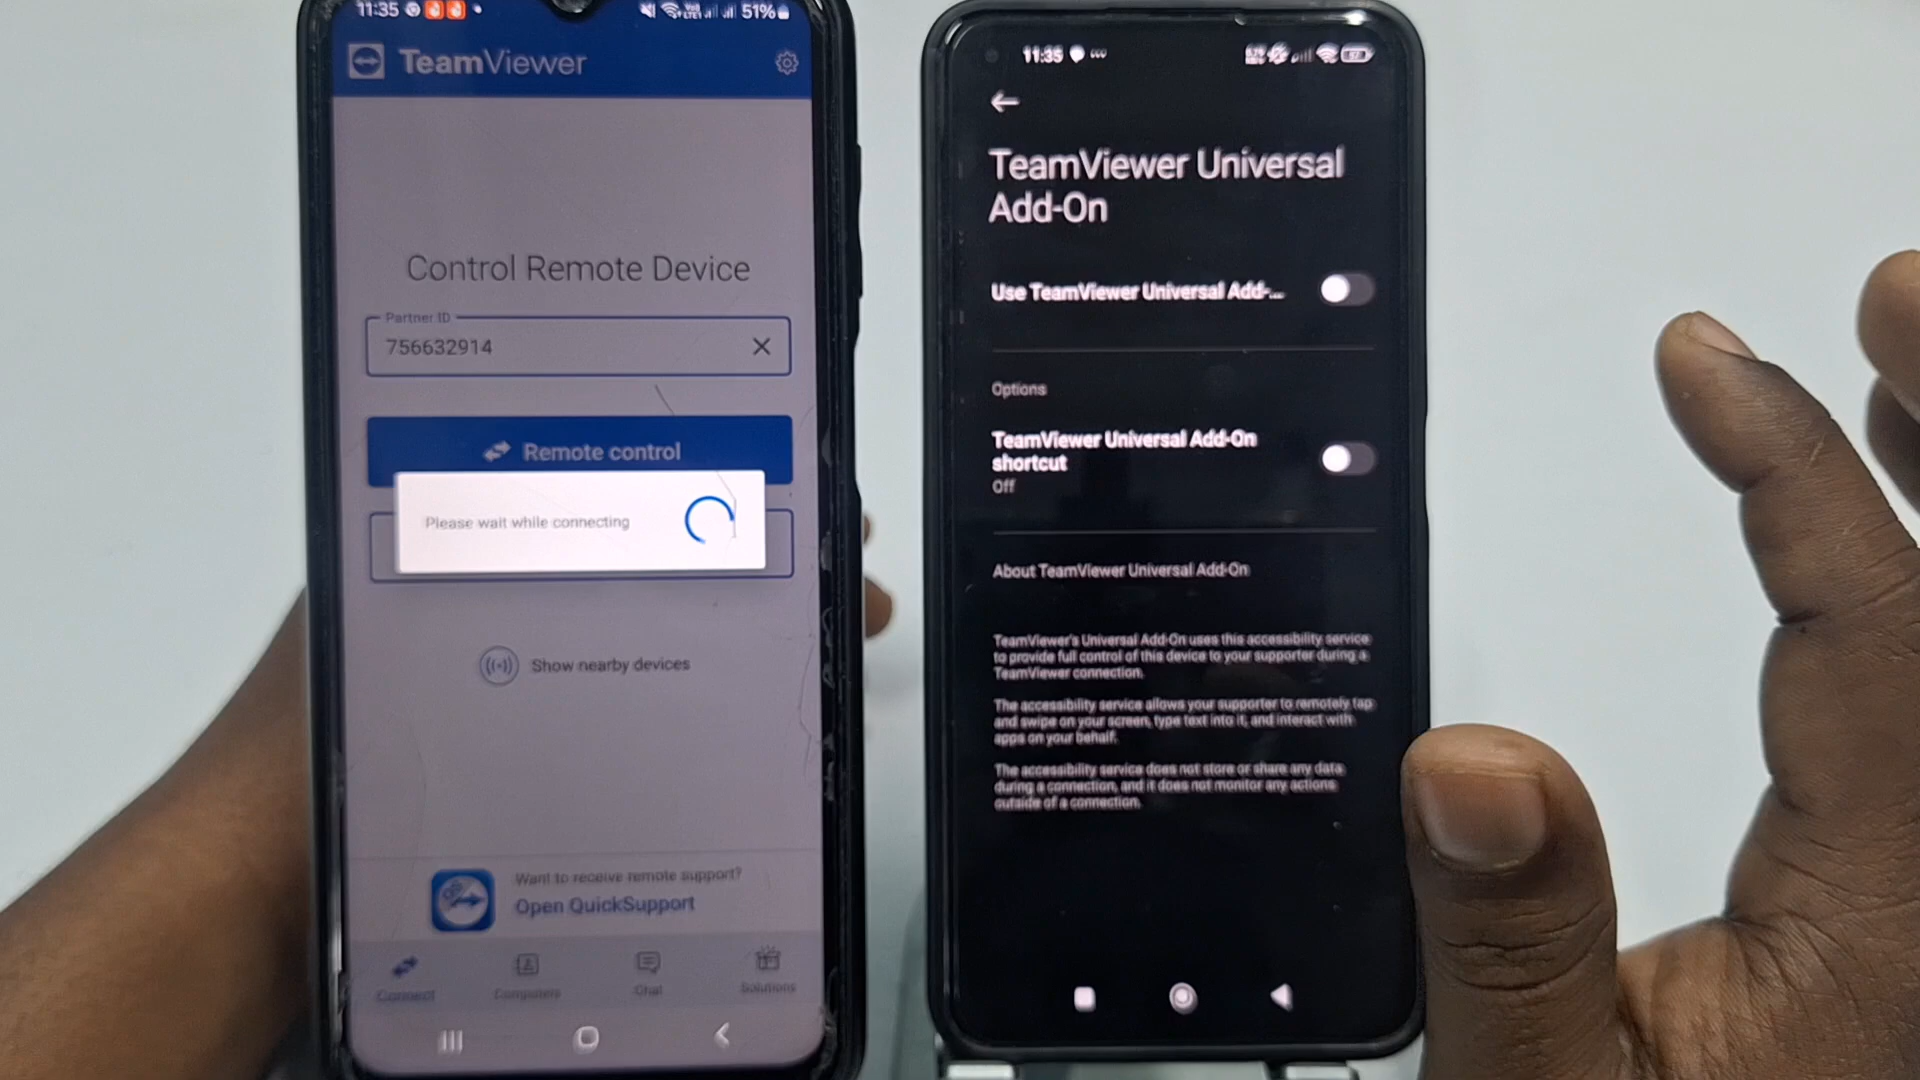 11:35
51%
TeamViewer
Control Remote Device
Partner ID
756632914
Remote control
Please wait while connecting
Show nearby devices
Want to receive remote support?
Open QuickSupport
Connect
Computers
Chat
Solutions
11:35
TeamViewer Universal
Add-On
Use TeamViewer Universal Add-...
Options
TeamViewer Universal Add-On
shortcut
Off
About TeamViewer Universal Add-On
TeamViewer's Universal Add-On uses this accessibility service
to provide full control of this device to your supporter during a
TeamViewer connection.
The accessibility service allows your supporter to remotely tap
and swipe on your screen, type text into it, and interact with
apps on your behalf.
The accessibility service does not store or share any data
during a connection, and it does not monitor any actions
outside of a connection.